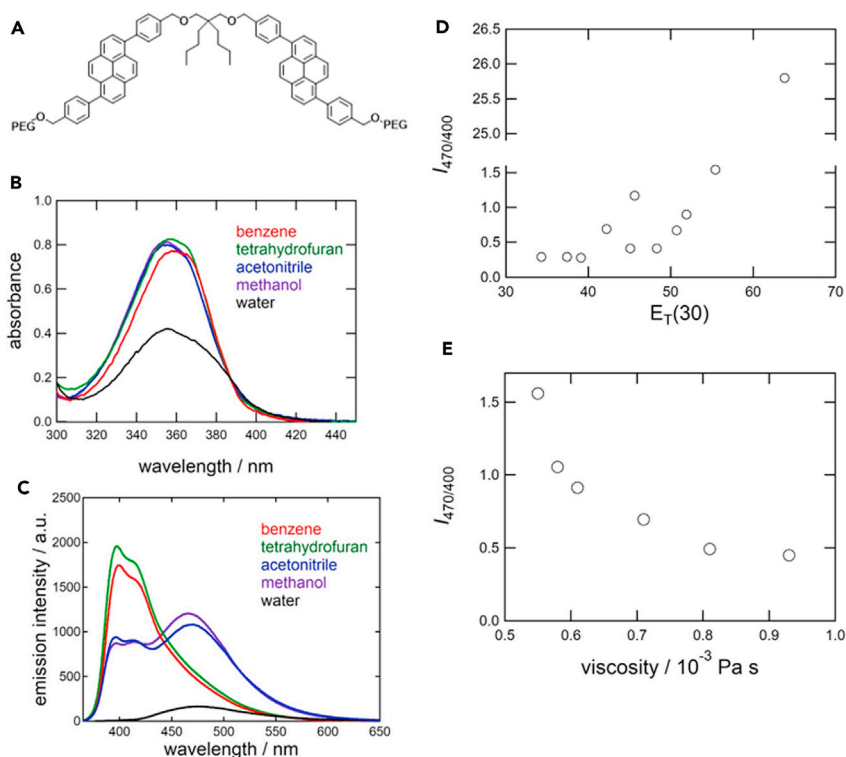 A
O
O
O
PEG
O
PEG
B
absorbance
1.0
0.8
0.6
0.4
0.2
0.0
300 320 340 360 380 400 420 440
wavelength / nm
benzene
tetrahydrofuran
acetonitrile
methanol
water
C
emission intensity / a.u.
2500
2000
1500
1000
500
0
400 450 500 550 600 650
wavelength / nm
benzene
tetrahydrofuran
acetonitrile
methanol
water
D
I470/400
26.5
26.0
25.5
25.0
1.5
1.0
0.5
0.0
30 40 50 60 70
ET(30)
E
I470/400
1.5
1.0
0.5
0.0
0.5 0.6 0.7 0.8 0.9 1.0
viscosity / 10-3 Pa s